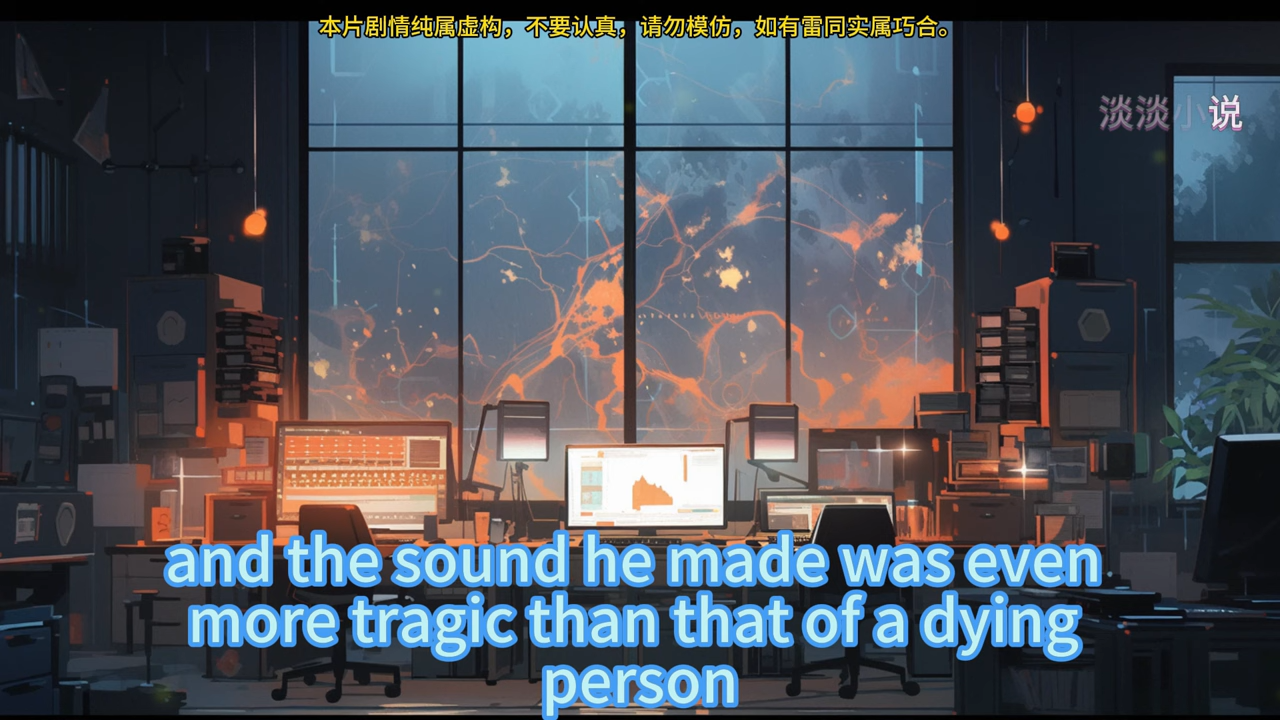 本片剧情纯属虚构，不要认真，请勿模仿，如有雷同实属巧合。
淡淡小说
and the sound he made was even
more tragic than that of a dying
person